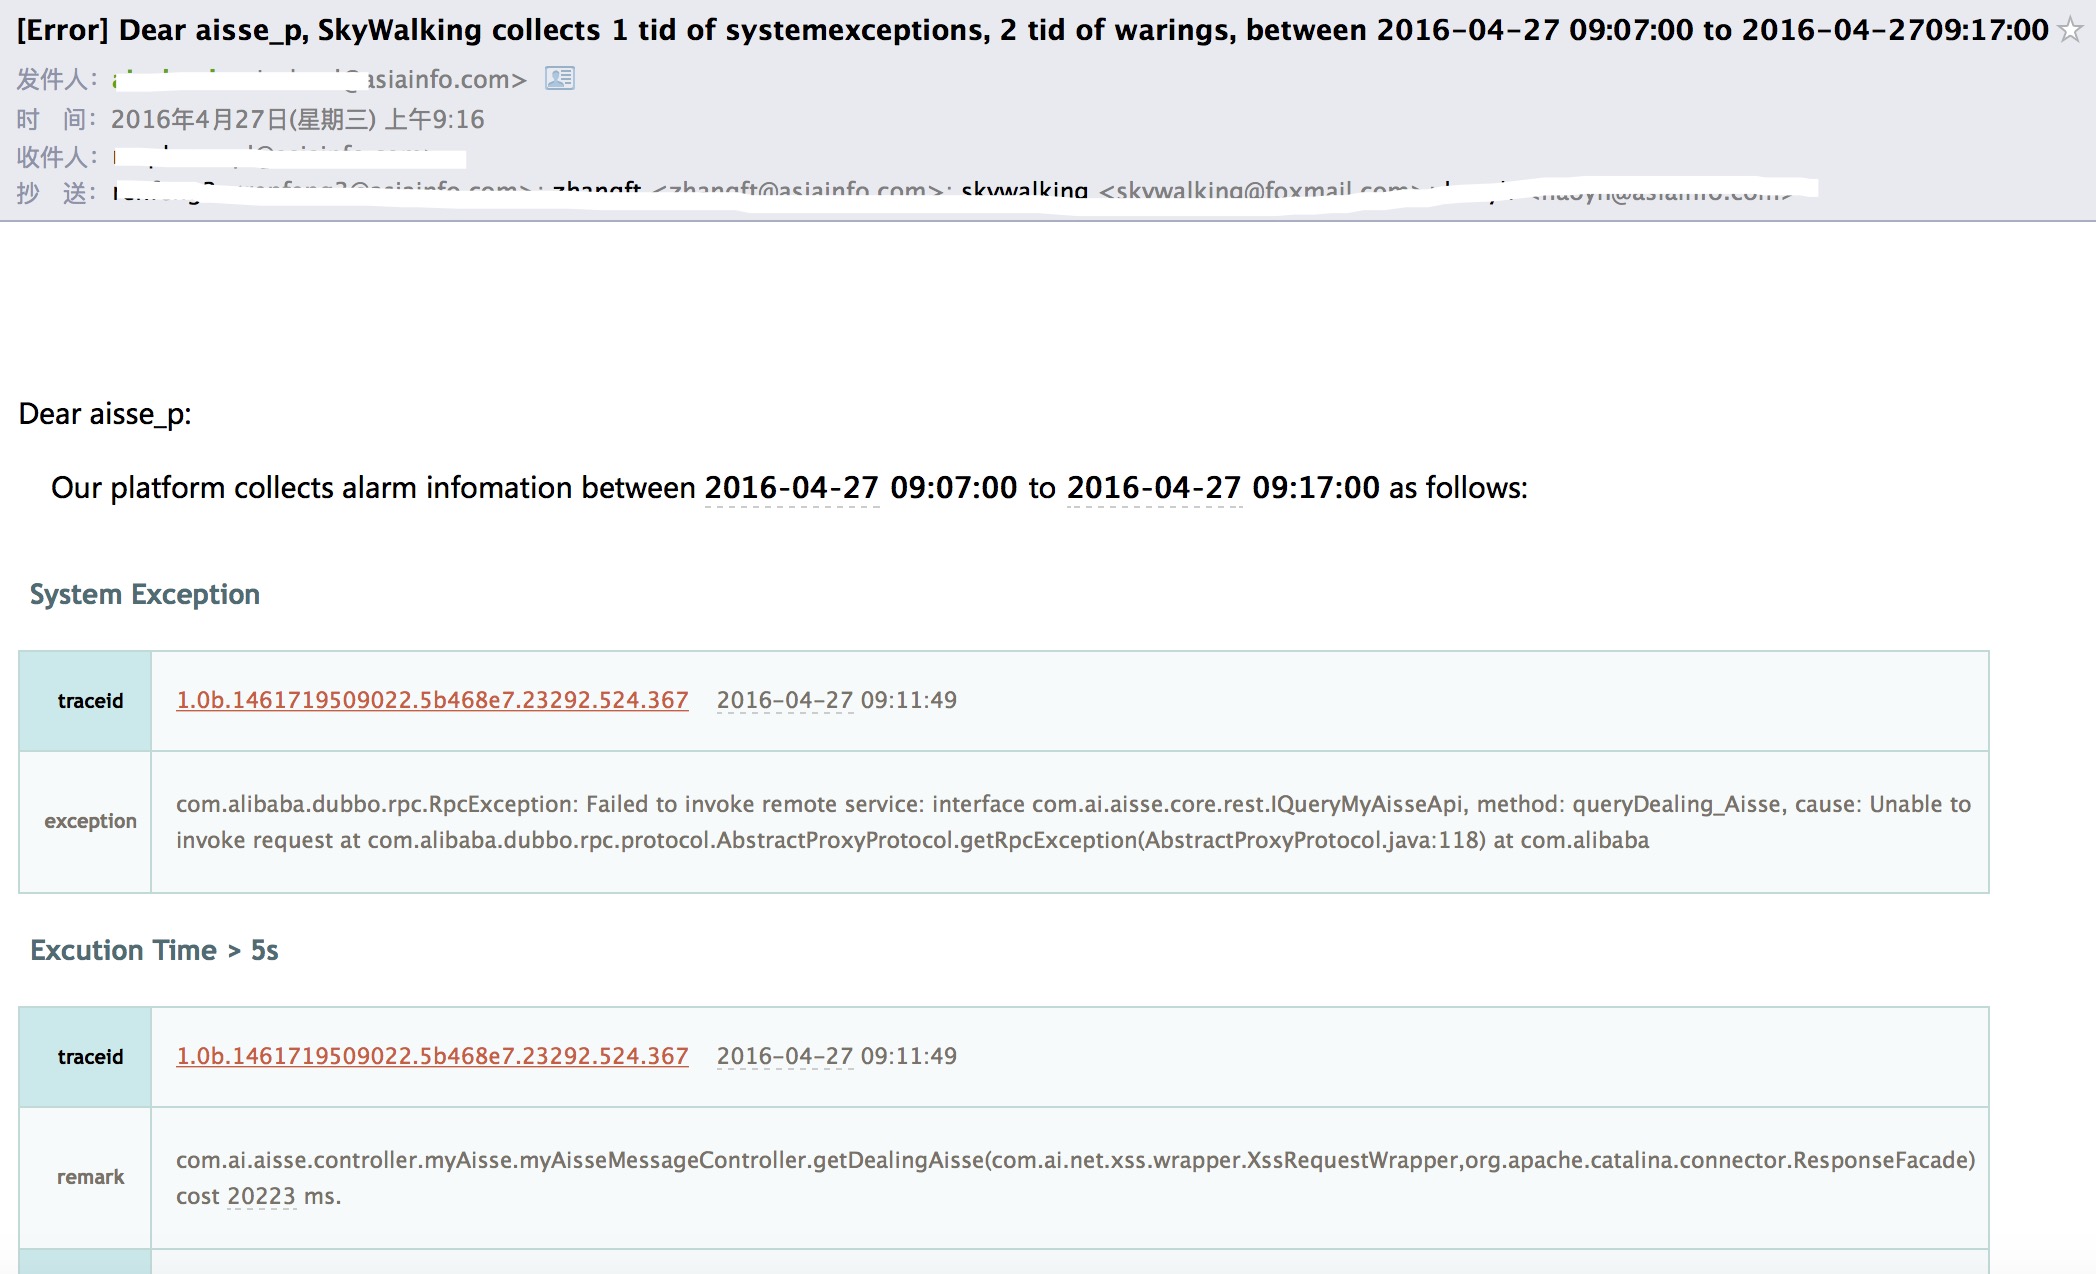 [Error] Dear aisse_p, SkyWalking collects 1 tid of systemexceptions, 2 tid of warings, between 2016-04-27 09:07:00 to 2016-04-2709:17:00
发件人: @asiainfo.com>
时 间: 2016年4月27日(星期三) 上午9:16
收件人:
抄 送: zhangft <zhangft@asiainfo.com>; skywalking <skywalking@foxmail.com>
Dear aisse_p:
Our platform collects alarm infomation between 2016-04-27 09:07:00 to 2016-04-27 09:17:00 as follows:
System Exception
traceid 1.0b.1461719509022.5b468e7.23292.524.367 2016-04-27 09:11:49
com.alibaba.dubbo.rpc.RpcException: Failed to invoke remote service: interface com.ai.aisse.core.rest.IQueryMyAisseApi, method: queryDealing_Aisse, cause: Unable to
exception
invoke request at com.alibaba.dubbo.rpc.protocol.AbstractProxyProtocol.getRpcException(AbstractProxyProtocol.java:118) at com.alibaba
Excution Time > 5s
traceid 1.0b.1461719509022.5b468e7.23292.524.367 2016-04-27 09:11:49
com.ai.aisse.controller.myAisse.myAisseMessageController.getDealingAisse(com.ai.net.xss.wrapper.XssRequestWrapper,org.apache.catalina.connector.ResponseFacade)
remark
cost 20223 ms.